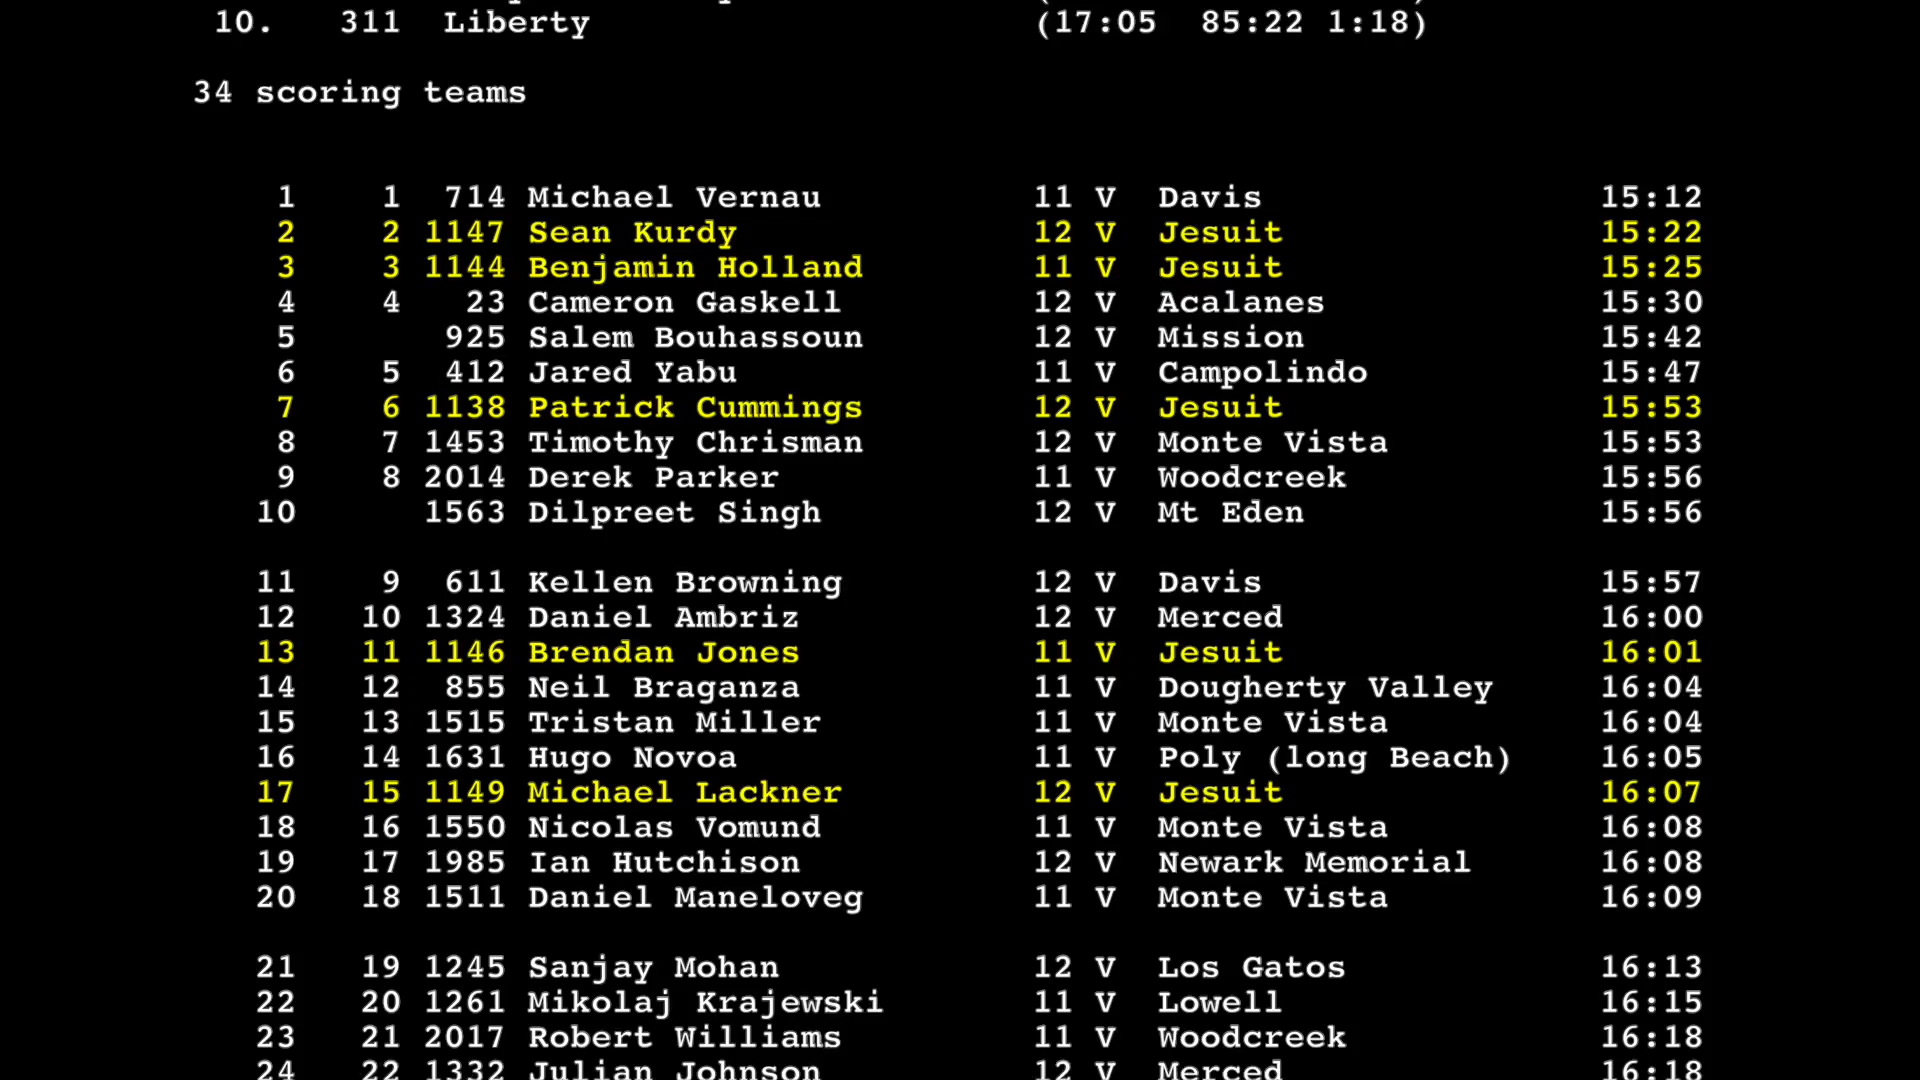 10. 311 Liberty (17:05 85:22 1:18)
34 scoring teams
1 1 714 Michael Vernau 11 V Davis 15:12
2 2 1147 Sean Kurdy 12 V Jesuit 15:22
3 3 1144 Benjamin Holland 11 V Jesuit 15:25
4 4 23 Cameron Gaskell 12 V Acalanes 15:30
5 925 Salem Bouhassoun 12 V Mission 15:42
6 5 412 Jared Yabu 11 V Campolindo 15:47
7 6 1138 Patrick Cummings 12 V Jesuit 15:53
8 7 1453 Timothy Chrisman 12 V Monte Vista 15:53
9 8 2014 Derek Parker 11 V Woodcreek 15:56
10 1563 Dilpreet Singh 12 V Mt Eden 15:56
11 9 611 Kellen Browning 12 V Davis 15:57
12 10 1324 Daniel Ambriz 12 V Merced 16:00
13 11 1146 Brendan Jones 11 V Jesuit 16:01
14 12 855 Neil Braganza 11 V Dougherty Valley 16:04
15 13 1515 Tristan Miller 11 V Monte Vista 16:04
16 14 1631 Hugo Novoa 11 V Poly (long Beach) 16:05
17 15 1149 Michael Lackner 12 V Jesuit 16:07
18 16 1550 Nicolas Vomund 11 V Monte Vista 16:08
19 17 1985 Ian Hutchison 12 V Newark Memorial 16:08
20 18 1511 Daniel Maneloveg 11 V Monte Vista 16:09
21 19 1245 Sanjay Mohan 12 V Los Gatos 16:13
22 20 1261 Mikolaj Krajewski 11 V Lowell 16:15
23 21 2017 Robert Williams 11 V Woodcreek 16:18
24 22 1332 Julian Johnson 12 V Merced 16:18